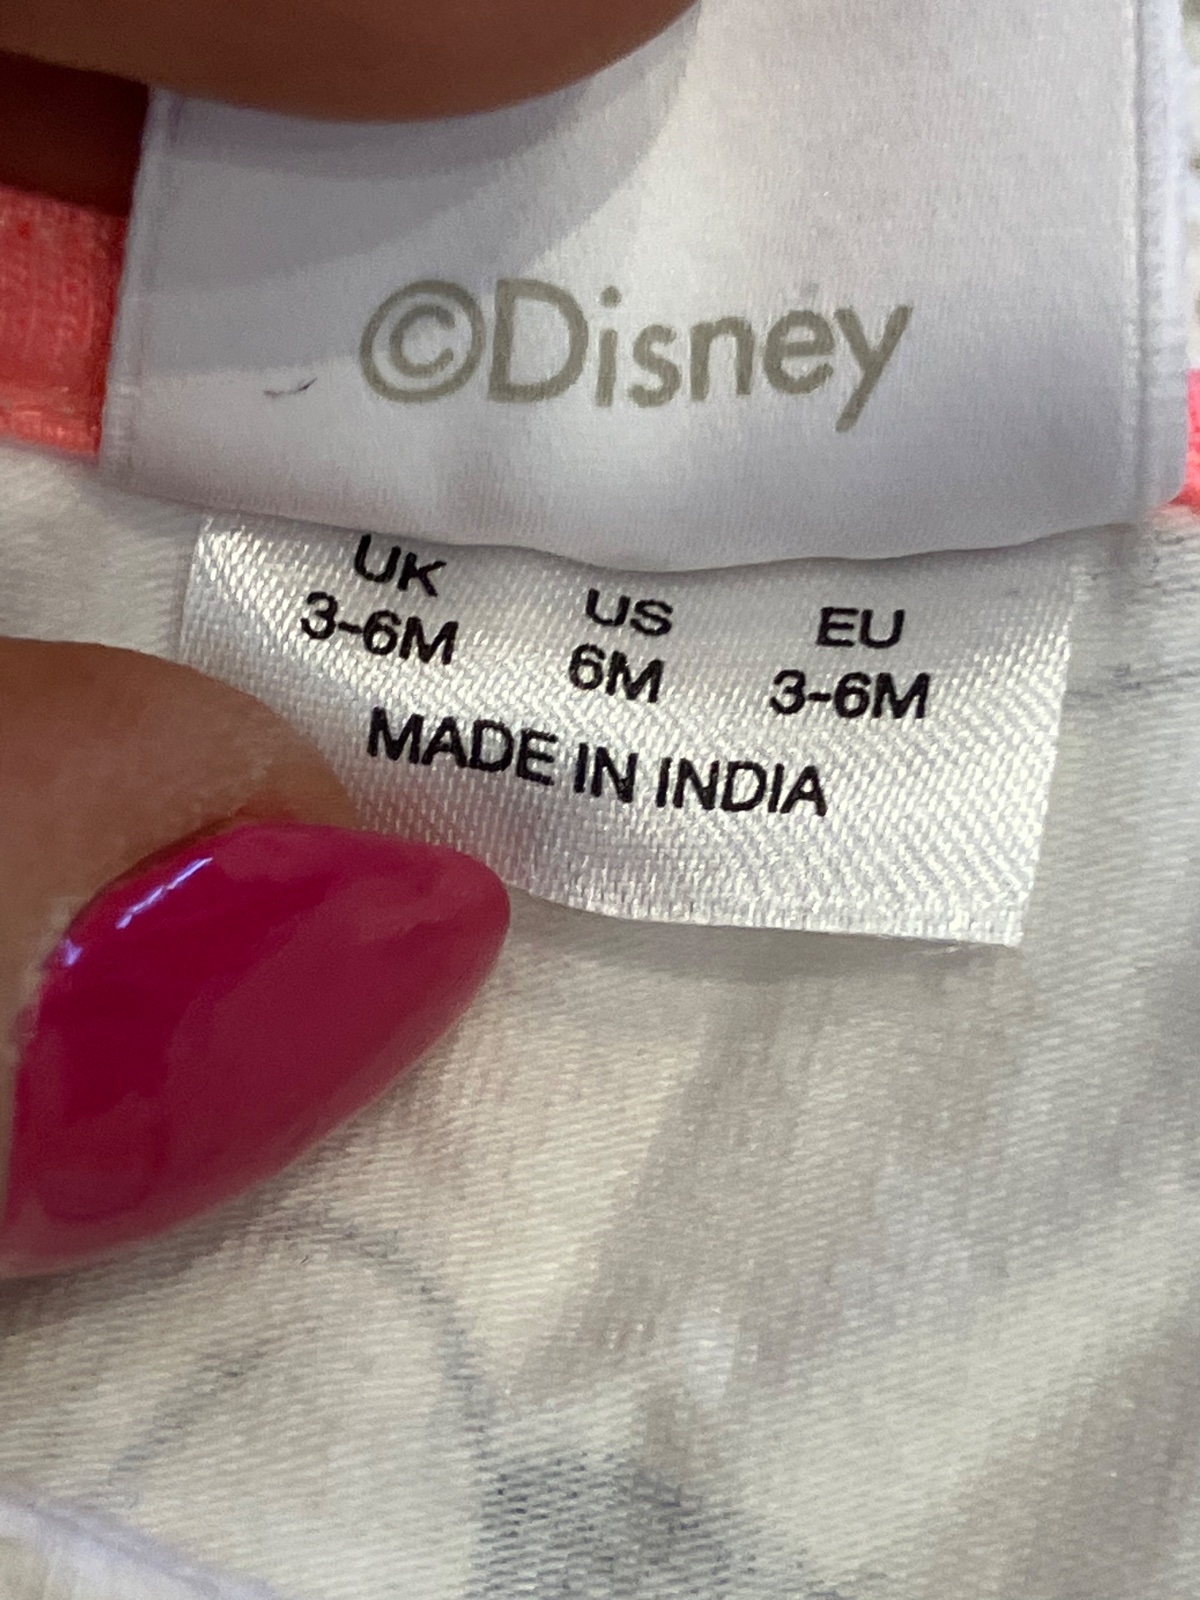 ©Disney
UK US EU
3-6M 6M 3-6M
MADE IN INDIA